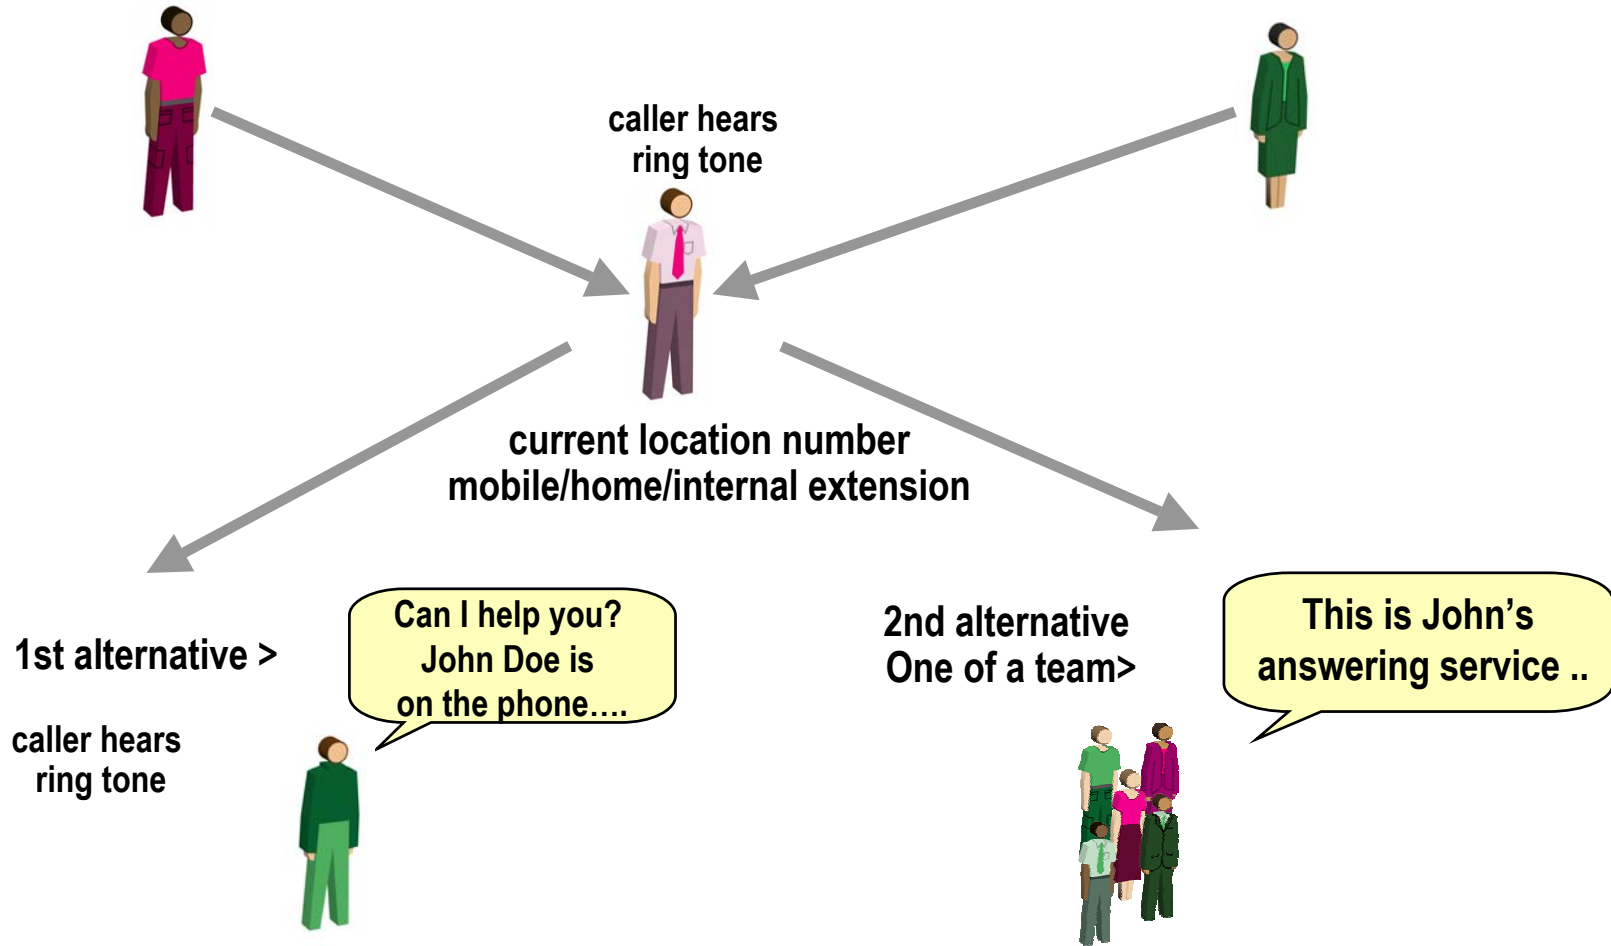 caller hears
ring tone
current location number
mobile/home/internal extension
1st alternative >
caller hears
ring tone
Can I help you?
John Doe is
on the phone....
2nd alternative
One of a team>
This is John’s
answering service ..